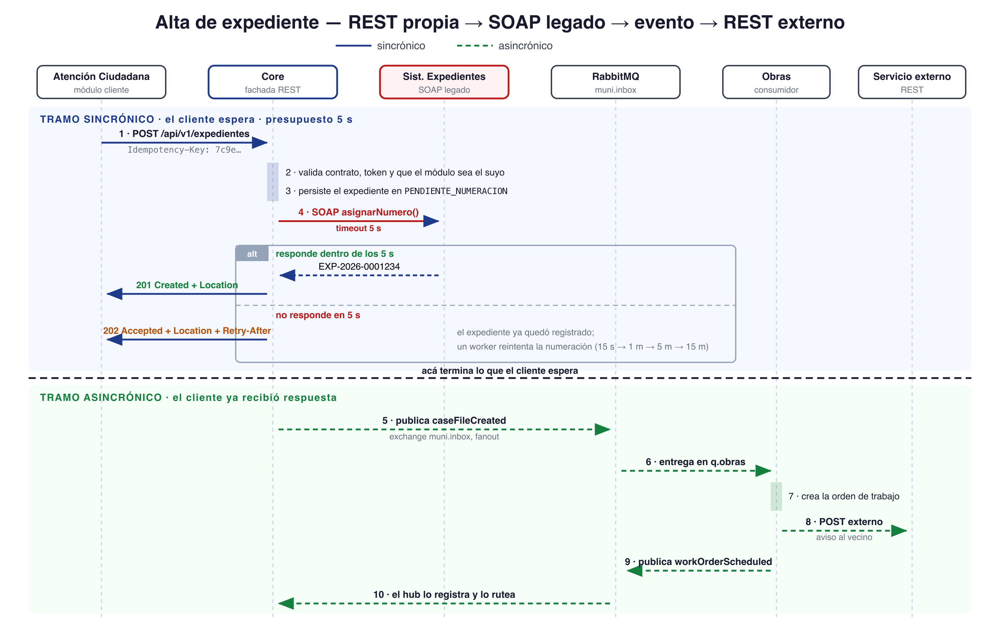 Alta de expediente — REST propia → SOAP legado → evento → REST externo
sincrónico
asincrónico
Atención Ciudadana
módulo cliente
Core
fachada REST
Sist. Expedientes
SOAP legado
RabbitMQ
muni.inbox
Obras
consumidor
Servicio externo
REST
TRAMO SINCRÓNICO · el cliente espera · presupuesto 5 s
1 · POST /api/v1/expedientes
Idempotency-Key: 7c9e…
2 · valida contrato, token y que el módulo sea el suyo
3 · persiste el expediente en PENDIENTE_NUMERACION
4 · SOAP asignarNumero()
timeout 5 s
alt
responde dentro de los 5 s
EXP-2026-0001234
201 Created + Location
no responde en 5 s
202 Accepted + Location + Retry-After
el expediente ya quedó registrado;
un worker reintenta la numeración (15 s → 1 m → 5 m → 15 m)
acá termina lo que el cliente espera
TRAMO ASINCRÓNICO · el cliente ya recibió respuesta
5 · publica caseFileCreated
exchange muni.inbox, fanout
6 · entrega en q.obras
7 · crea la orden de trabajo
8 · POST externo
aviso al vecino
9 · publica workOrderScheduled
10 · el hub lo registra y lo rutea